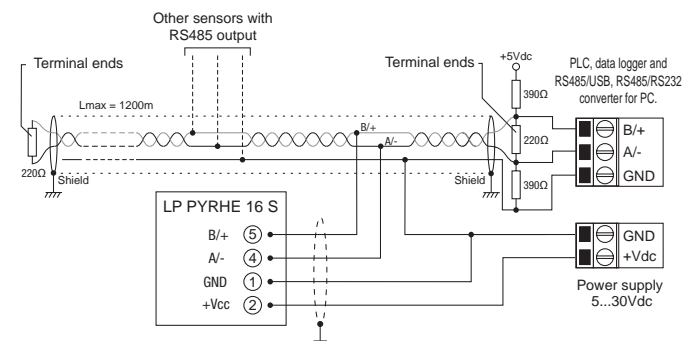 Other sensors with
RS485 output
Terminal ends
Lmax = 1200m
220Ω
Shield
B/+
A/-
Terminal ends
+5Vdc
390Ω
220Ω
390Ω
Shield
PLC, data logger and
RS485/USB, RS485/RS232
converter for PC.
B/+
A/-
GND
LP PYRHE 16 S
B/+ 5
A/- 4
GND 1
+Vcc 2
GND
+Vdc
Power supply
5...30Vdc